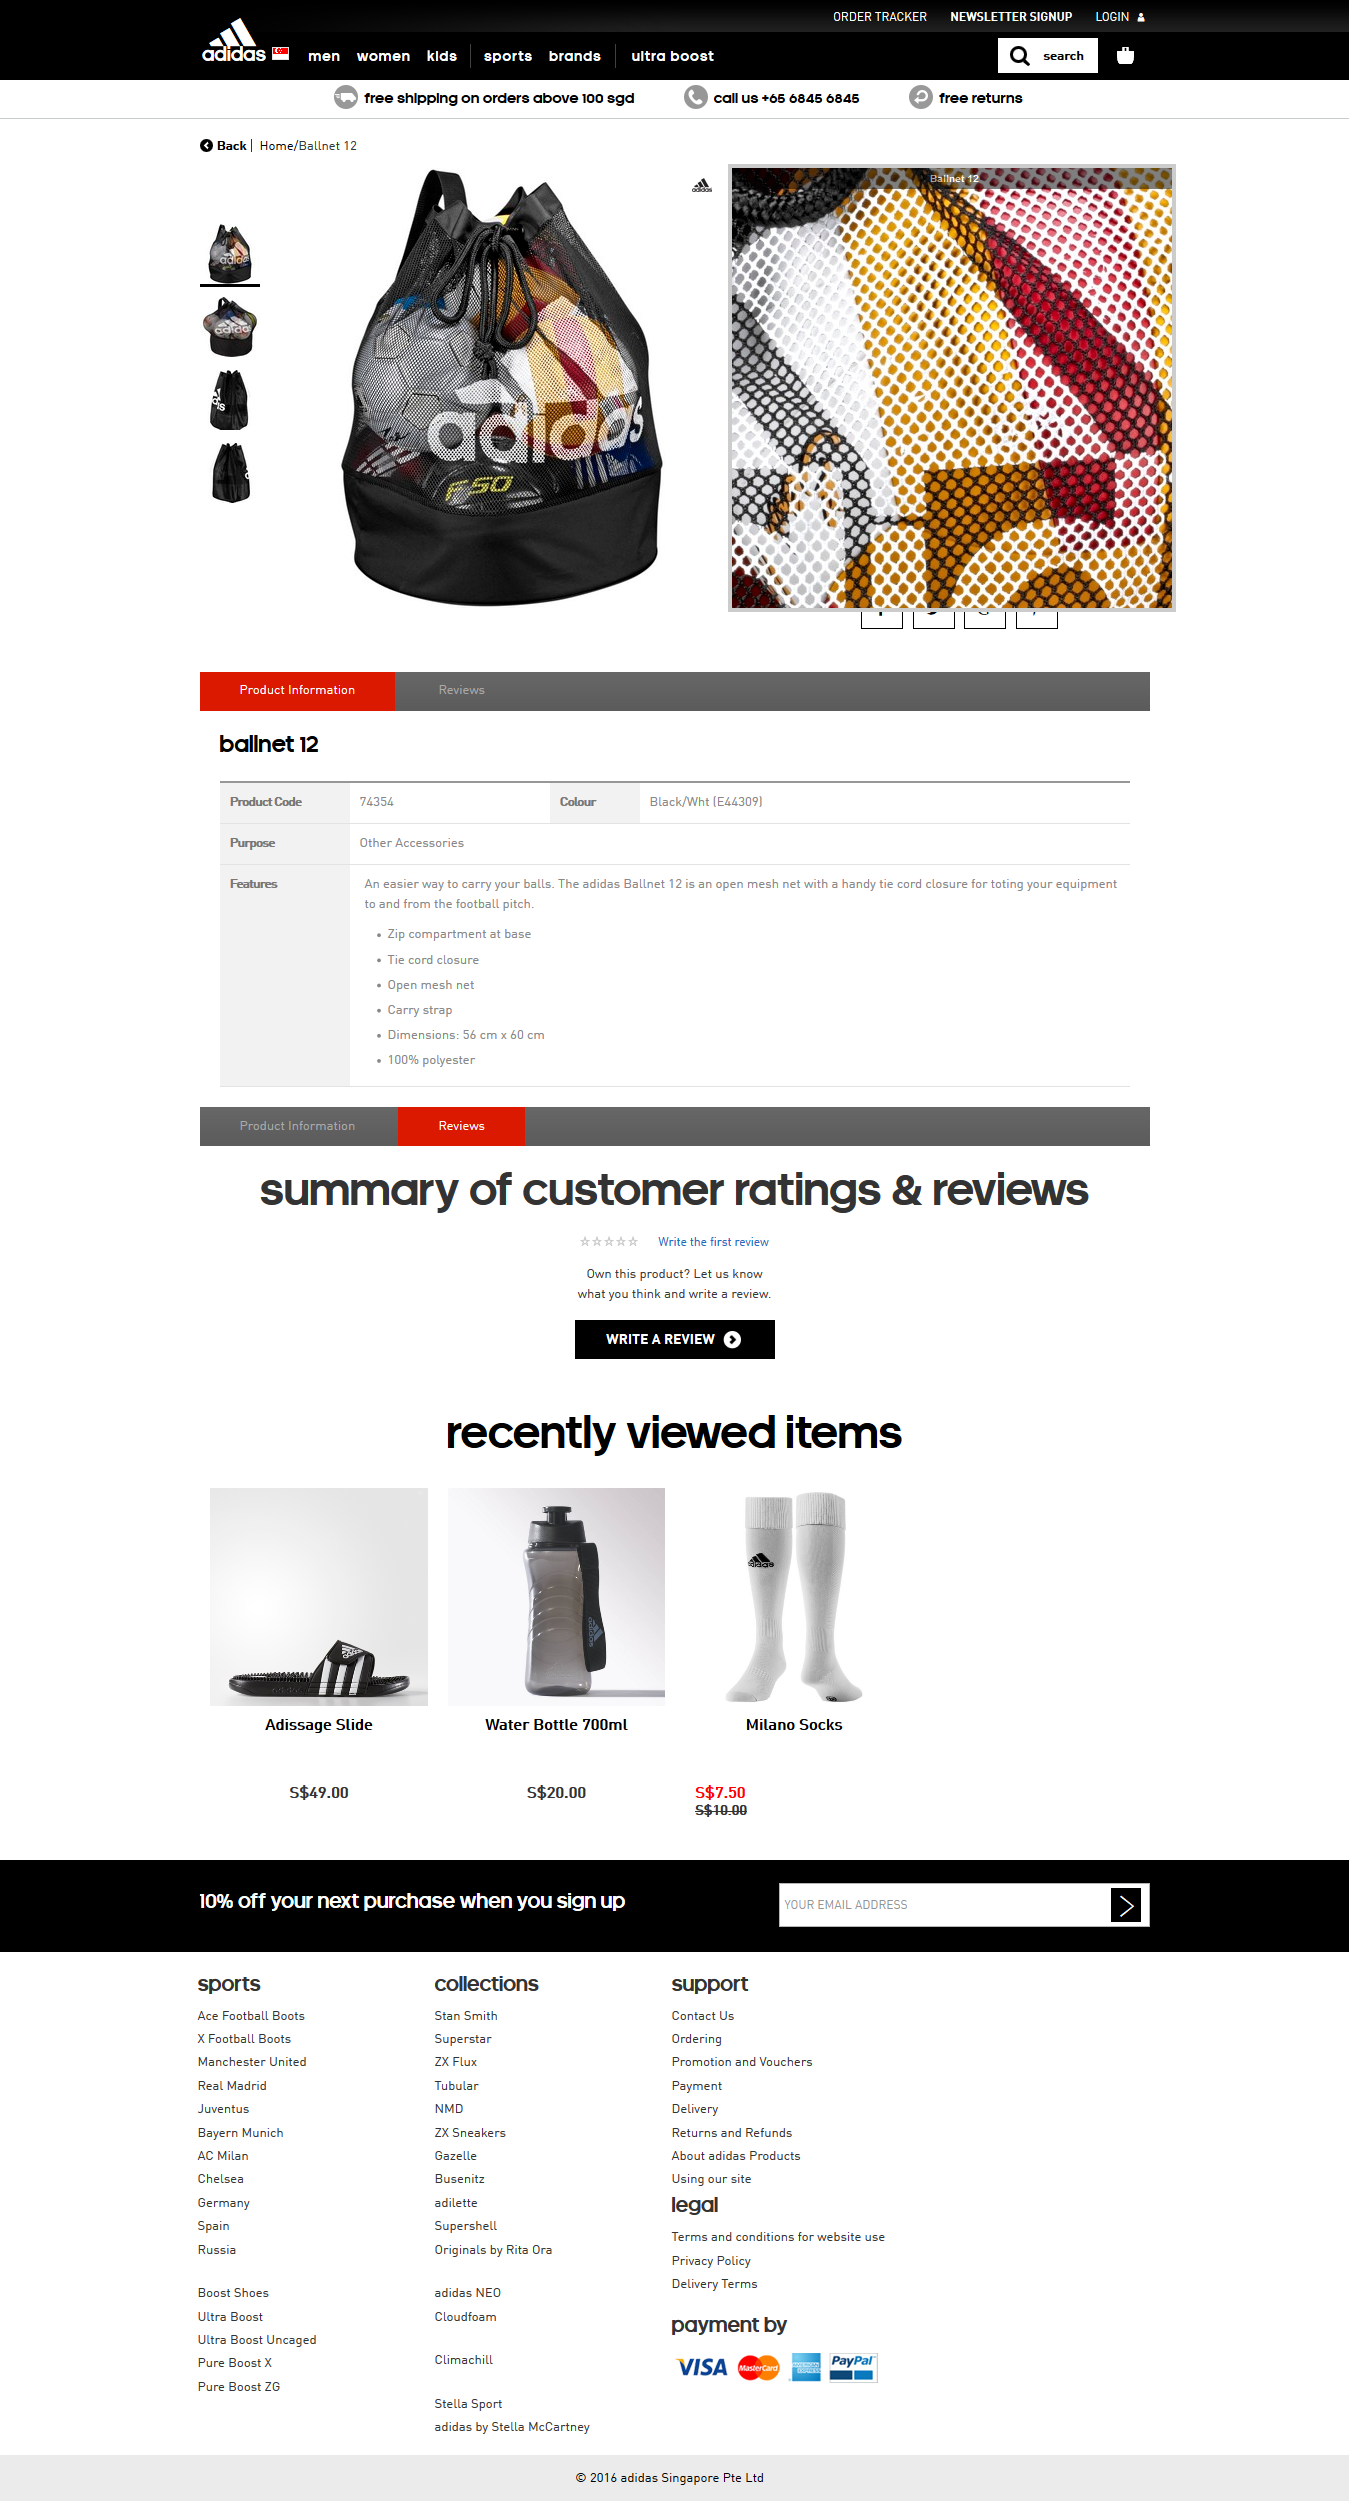 ORDER TRACKER NEWSLETTER SIGNUP LOGIN
adidas
men women kids sports brands ultra boost search
free shipping on orders above 100 sgd call us +65 6845 6845 free returns
Back Home/Ballnet 12
adidas
Ballnet 12
adidas
F50
Product Information Reviews
ballnet 12
Product Code 74354 Colour Black/Wht (E44309)
Purpose Other Accessories
Features An easier way to carry your balls. The adidas Ballnet 12 is an open mesh net with a handy tie cord closure for toting your equipment
to and from the football pitch.
• Zip compartment at base
• Tie cord closure
• Open mesh net
• Carry strap
• Dimensions: 56 cm x 60 cm
• 100% polyester
Product Information Reviews
summary of customer ratings & reviews
Write the first review
Own this product? Let us know
what you think and write a review.
WRITE A REVIEW
recently viewed items
Adissage Slide Water Bottle 700ml Milano Socks
S$49.00 S$20.00 S$7.50
S$10.00
10% off your next purchase when you sign up YOUR EMAIL ADDRESS
sports
Ace Football Boots
X Football Boots
Manchester United
Real Madrid
Juventus
Bayern Munich
AC Milan
Chelsea
Germany
Spain
Russia
Boost Shoes
Ultra Boost
Ultra Boost Uncaged
Pure Boost X
Pure Boost ZG
collections
Stan Smith
Superstar
ZX Flux
Tubular
NMD
ZX Sneakers
Gazelle
Busenitz
adilette
Supershell
Originals by Rita Ora
adidas NEO
Cloudfoam
Climachill
Stella Sport
adidas by Stella McCartney
support
Contact Us
Ordering
Promotion and Vouchers
Payment
Delivery
Returns and Refunds
About adidas Products
Using our site
legal
Terms and conditions for website use
Privacy Policy
Delivery Terms
payment by
VISA MasterCard AMERICAN EXPRESS PayPal
© 2016 adidas Singapore Pte Ltd